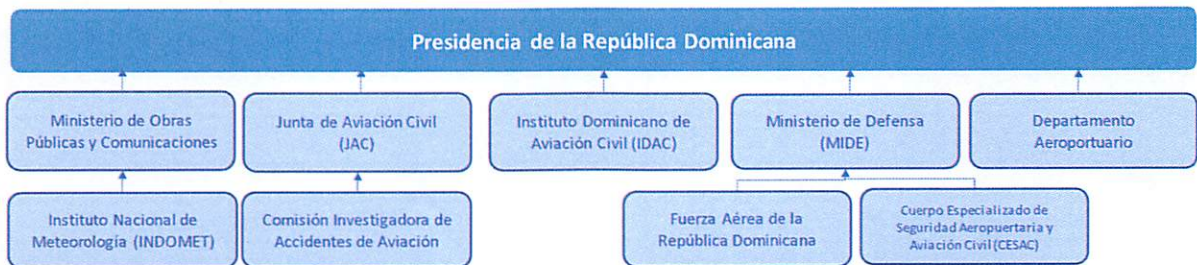 Presidencia de la República Dominicana
Ministerio de Obras
Públicas y Comunicaciones
Junta de Aviación Civil
(JAC)
Instituto Dominicano de
Aviación Civil (IDAC)
Ministerio de Defensa
(MIDE)
Departamento
Aeroportuario
Instituto Nacional de
Meteorología (INDOMET)
Comisión Investigadora de
Accidentes de Aviación
Fuerza Aérea de la
República Dominicana
Cuerpo Especializado de
Seguridad Aeropuertaria y
Aviación Civil (CESAC)